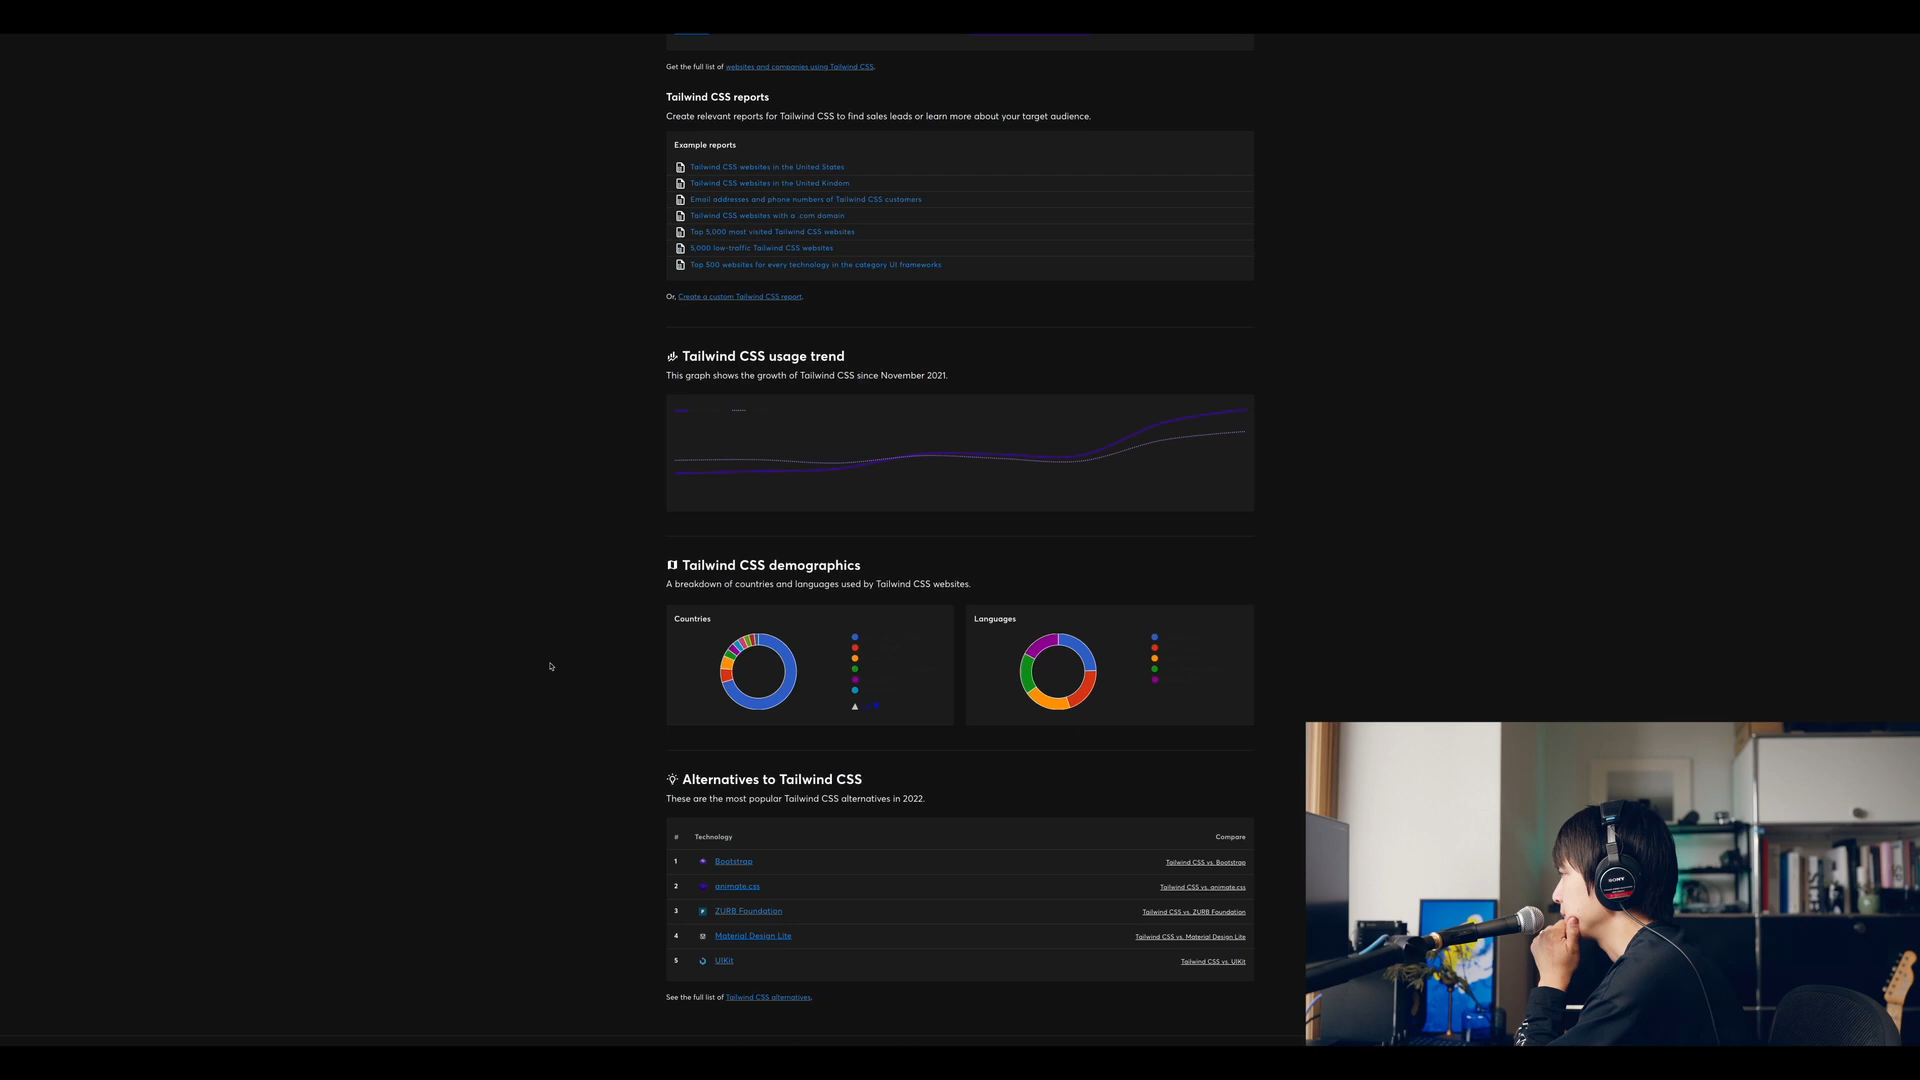 Get the full list of websites and companies using Tailwind CSS.
Tailwind CSS reports
Create relevant reports for Tailwind CSS to find sales leads or learn more about your target audience.
Example reports
Tailwind CSS websites in the United States
Tailwind CSS websites in the United Kindom
Email addresses and phone numbers of Tailwind CSS customers
Tailwind CSS websites with a .com domain
Top 5,000 most visited Tailwind CSS websites
5,000 low-traffic Tailwind CSS websites
Top 500 websites for every technology in the category UI frameworks
Or, Create a custom Tailwind CSS report.
Tailwind CSS usage trend
This graph shows the growth of Tailwind CSS since November 2021.
Tailwind CSS demographics
A breakdown of countries and languages used by Tailwind CSS websites.
Countries
Languages
Alternatives to Tailwind CSS
These are the most popular Tailwind CSS alternatives in 2022.
# Technology Compare
1 Bootstrap Tailwind CSS vs. Bootstrap
2 animate.css Tailwind CSS vs. animate.css
3 ZURB Foundation Tailwind CSS vs. ZURB Foundation
4 Material Design Lite Tailwind CSS vs. Material Design Lite
5 UIKit Tailwind CSS vs. UIKit
See the full list of Tailwind CSS alternatives.
SONY